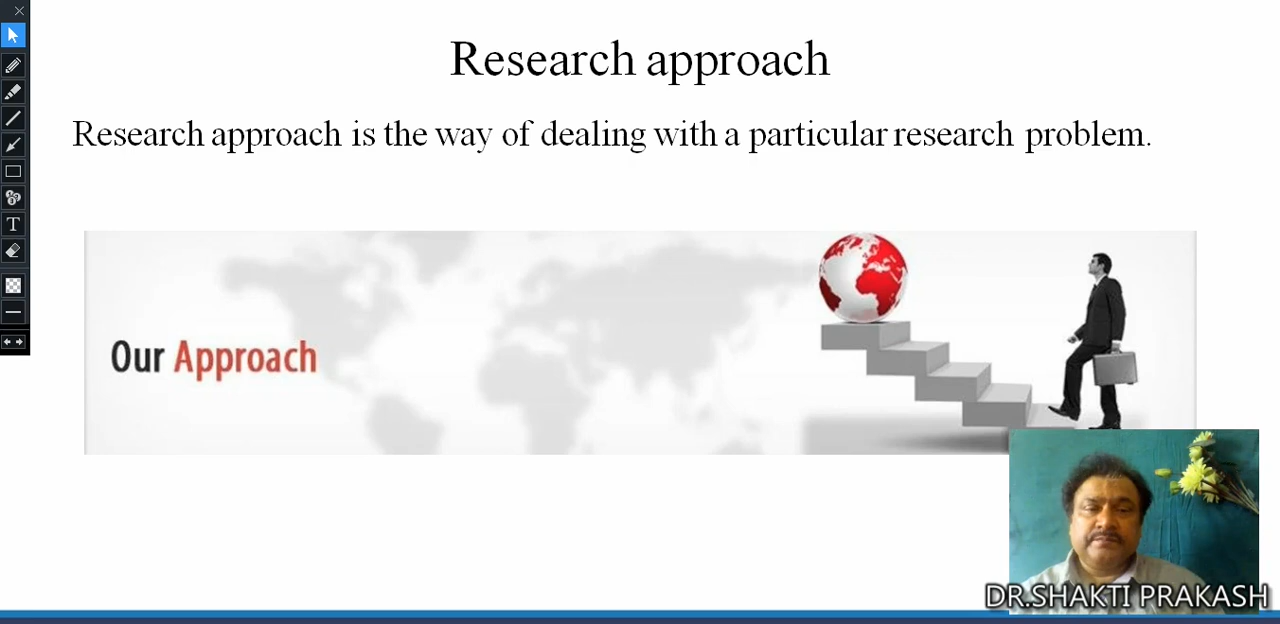 Research approach
Research approach is the way of dealing with a particular research problem.
Our Approach
DR.SHAKTI PRAKASH
T